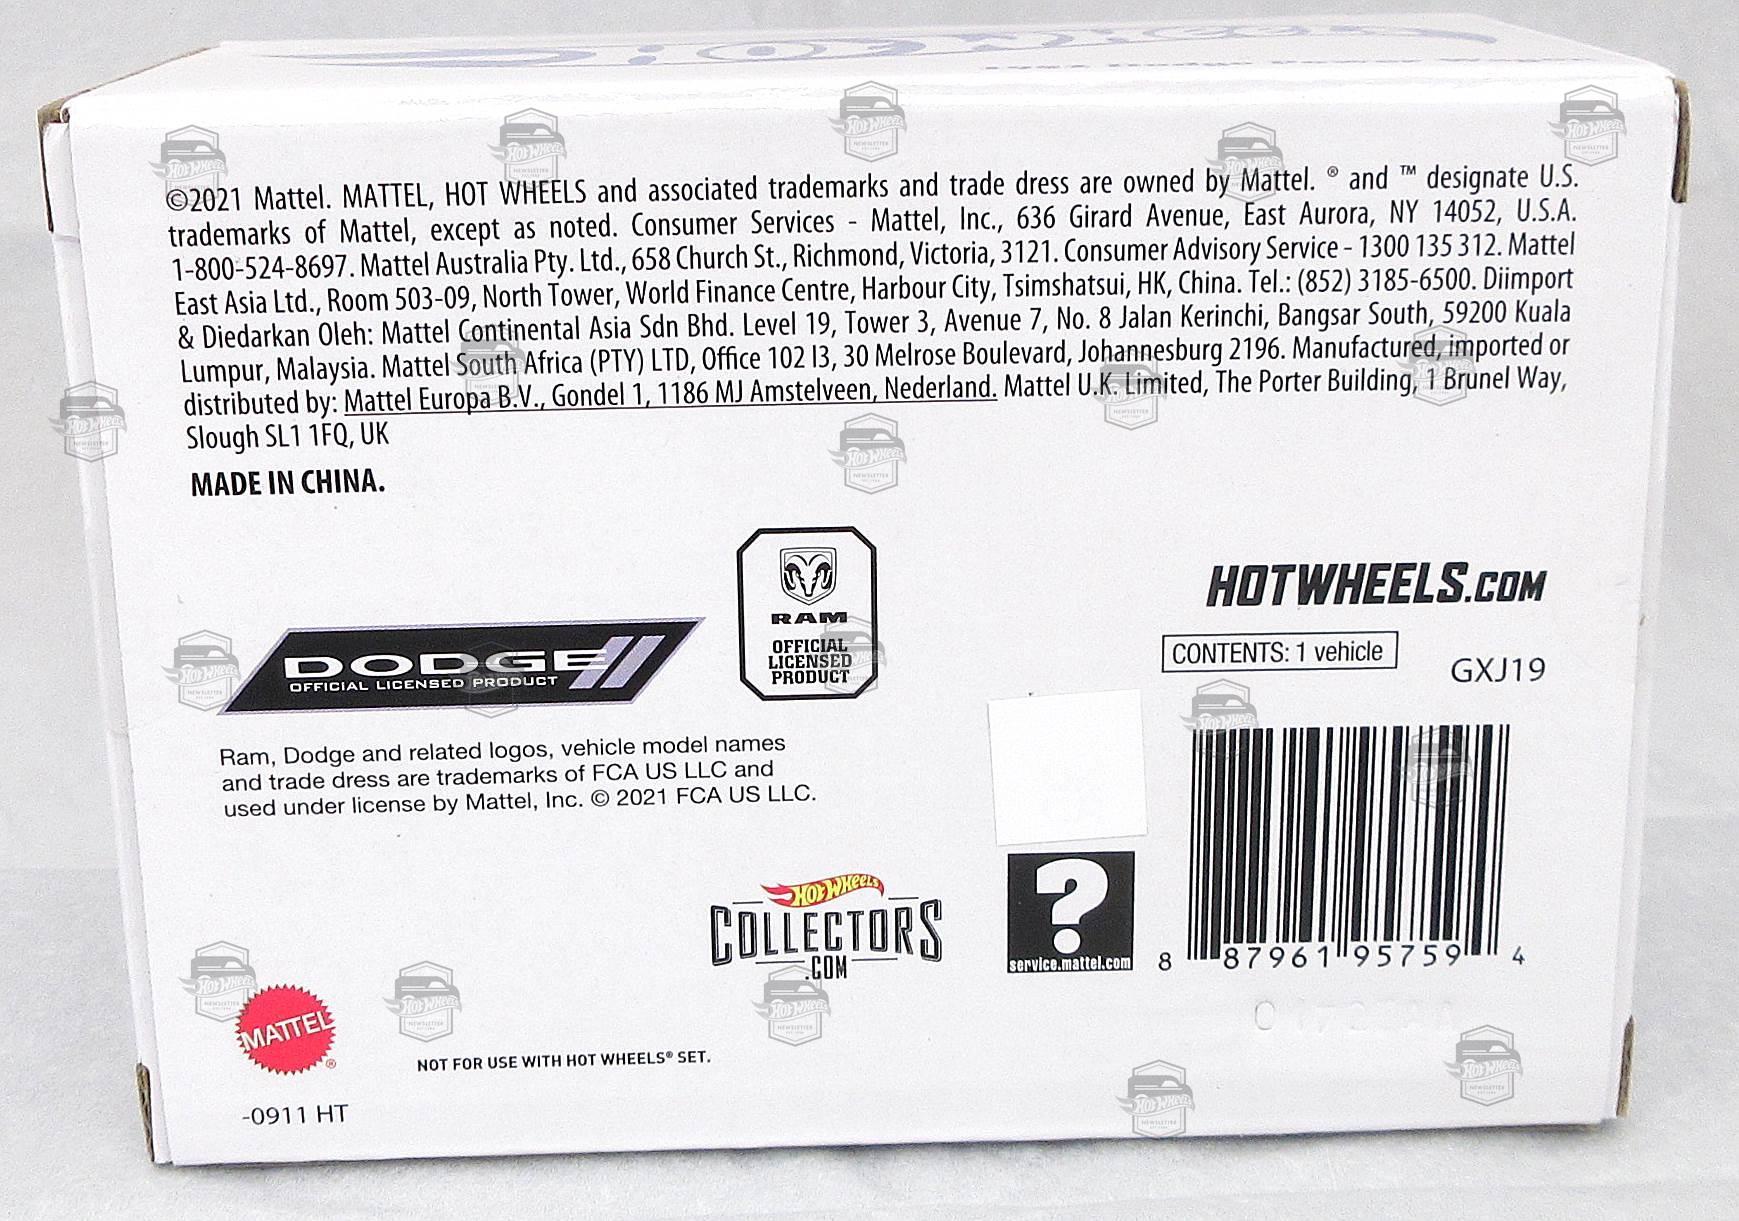 ©2021 Mattel. MATTEL, HOT WHEELS and associated trademarks and trade dress are owned by Mattel. ® and ™ designate U.S.
trademarks of Mattel, except as noted. Consumer Services - Mattel, Inc., 636 Girard Avenue, East Aurora, NY 14052, U.S.A.
1-800-524-8697. Mattel Australia Pty. Ltd., 658 Church St., Richmond, Victoria, 3121. Consumer Advisory Service - 1300 135 312. Mattel
East Asia Ltd., Room 503-09, North Tower, World Finance Centre, Harbour City, Tsimshatsui, HK, China. Tel.: (852) 3185-6500. Diimport
& Diedarkan Oleh: Mattel Continental Asia Sdn Bhd. Level 19, Tower 3, Avenue 7, No. 8 Jalan Kerinchi, Bangsar South, 59200 Kuala
Lumpur, Malaysia. Mattel South Africa (PTY) LTD, Office 102 I3, 30 Melrose Boulevard, Johannesburg 2196. Manufactured, imported or
distributed by: Mattel Europa B.V., Gondel 1, 1186 MJ Amstelveen, Nederland. Mattel U.K. Limited, The Porter Building, 1 Brunel Way,
Slough SL1 1FQ, UK
MADE IN CHINA.
RAM
OFFICIAL
LICENSED
PRODUCT
DODGE
OFFICIAL LICENSED PRODUCT
Ram, Dodge and related logos, vehicle model names
and trade dress are trademarks of FCA US LLC and
used under license by Mattel, Inc. © 2021 FCA US LLC.
HOTWHEELS.COM
CONTENTS: 1 vehicle
GXJ19
?
service.mattel.com
8 87961 95759 4
HOT WHEELS
COLLECTORS
.COM
MATTEL
®
NOT FOR USE WITH HOT WHEELS® SET.
-0911 HT